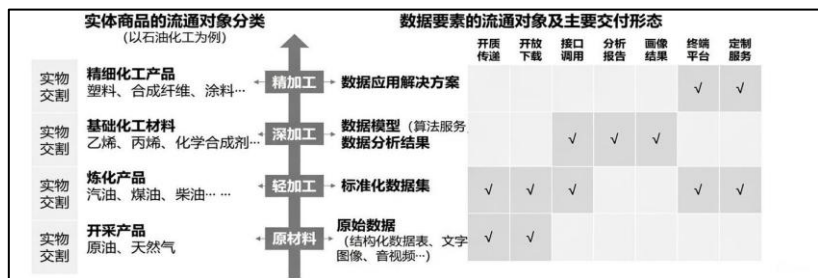 实体商品的流通对象分类
（以石油化工为例）
数据要素的流通对象及主要交付形态
开质
传递
开放
下载
接口
调用
分析
报告
画像
结果
终端
平台
定制
服务
实物
交割
精细化工产品
塑料、合成纤维、涂料…
精加工
数据应用解决方案
√
√
实物
交割
基础化工材料
乙烯、丙烯、化学合成剂…
深加工
数据模型（算法服务
数据分析结果
√
√
√
实物
交割
炼化产品
汽油、煤油、柴油… …
轻加工
标准化数据集
√
√
√
√
√
实物
交割
开采产品
原油、天然气
原材料
原始数据
（结构化数据表、文字
图像、音视频…）
√
√